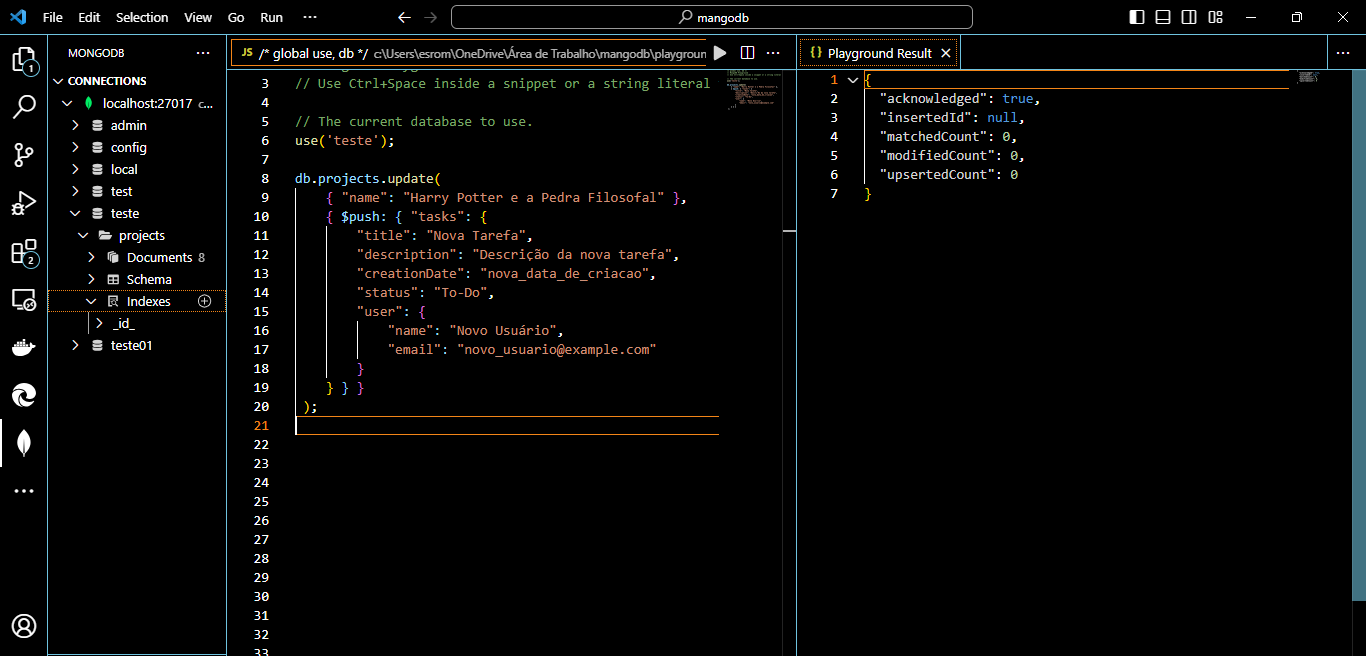 File Edit Selection View Go Run ··· mangodb
MONGODB ···
CONNECTIONS
localhost:27017 c...
admin
config
local
test
teste
projects
Documents 8
Schema
Indexes
_id_
teste01
1
2
JS /* global use, db */ c:\Users\esrom\OneDrive\Área de Trabalho\mangodb\playgroun
3 // Use Ctrl+Space inside a snippet or a string literal
4
5 // The current database to use.
6 use('teste');
7
8 db.projects.update(
9 { "name": "Harry Potter e a Pedra Filosofal" },
10 { $push: { "tasks": {
11 "title": "Nova Tarefa",
12 "description": "Descrição da nova tarefa",
13 "creationDate": "nova_data_de_criacao",
14 "status": "To-Do",
15 "user": {
16 "name": "Novo Usuário",
17 "email": "novo_usuario@example.com"
18 }
19 } } }
20 );
21
22
23
24
25
26
27
28
29
30
31
32
33
{} Playground Result
1 {
2 "acknowledged": true,
3 "insertedId": null,
4 "matchedCount": 0,
5 "modifiedCount": 0,
6 "upsertedCount": 0
7 }